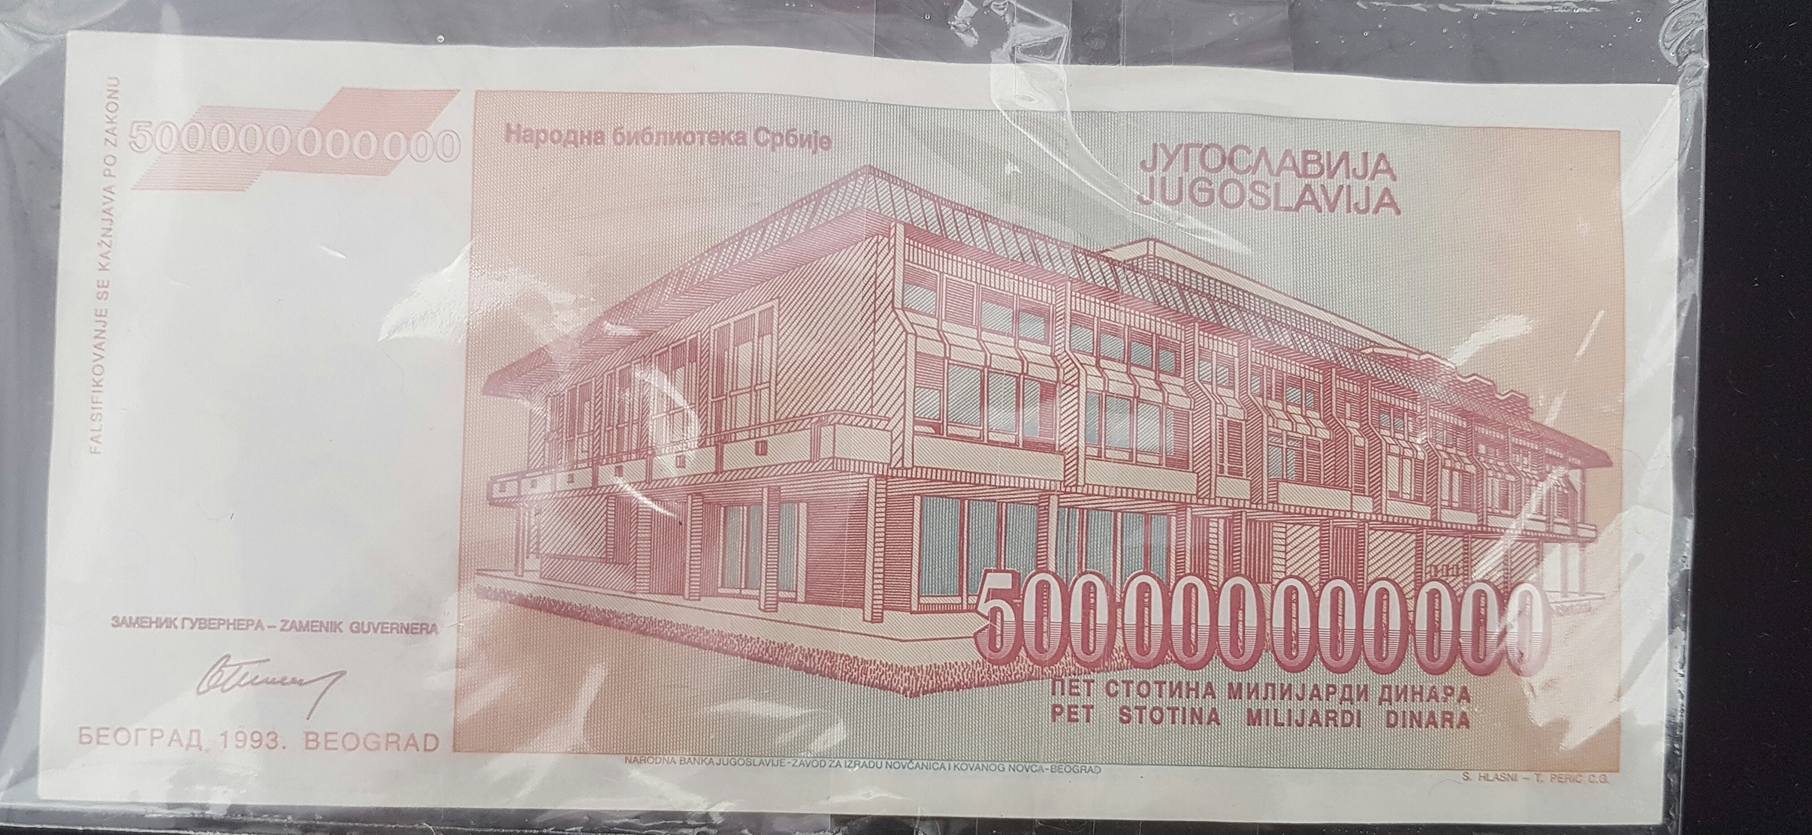 FALSIFIKOVANJE SE KAŽNJAVA PO ZAKONU
500000000000
Народна библиотека Србије
ЈУГОСЛАВИЈА
JUGOSLAVIJA
500000000000
ПЕТ СТОТИНА МИЛИЈАРДИ ДИНАРА
PET STOTINA MILIJARDI DINARA
ЗАМЕНИК ГУВЕРНЕРА – ZAMENIK GUVERNERA
БЕОГРАД, 1993. BEOGRAD
NARODNA BANKA JUGOSLAVIJE-ZAVOD ZA IZRADU NOVČANICA I KOVANOG NOVCA-BEOGRAD
S. HLASNI – T. PERIĆ C.G.